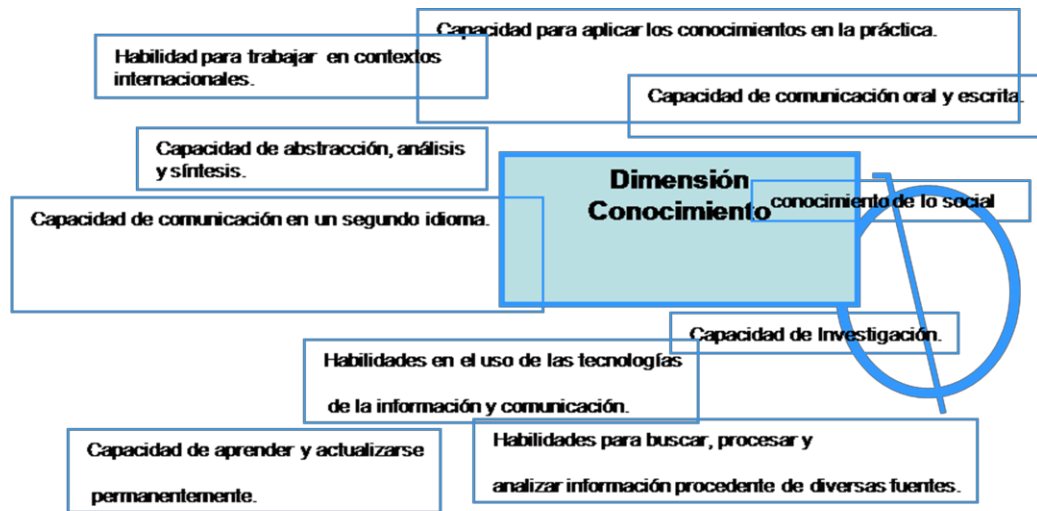 Capacidad para aplicar los conocimientos en la práctica.
Habilidad para trabajar en contextos
internacionales.
Capacidad de comunicación oral y escrita.
Capacidad de abstracción, análisis
y síntesis.
Dimensión
Conocimiento
conocimiento de lo social
Capacidad de comunicación en un segundo idioma.
Capacidad de Investigación.
Habilidades en el uso de las tecnologías
de la información y comunicación.
Habilidades para buscar, procesar y
analizar información procedente de diversas fuentes.
Capacidad de aprender y actualizarse
permanentemente.